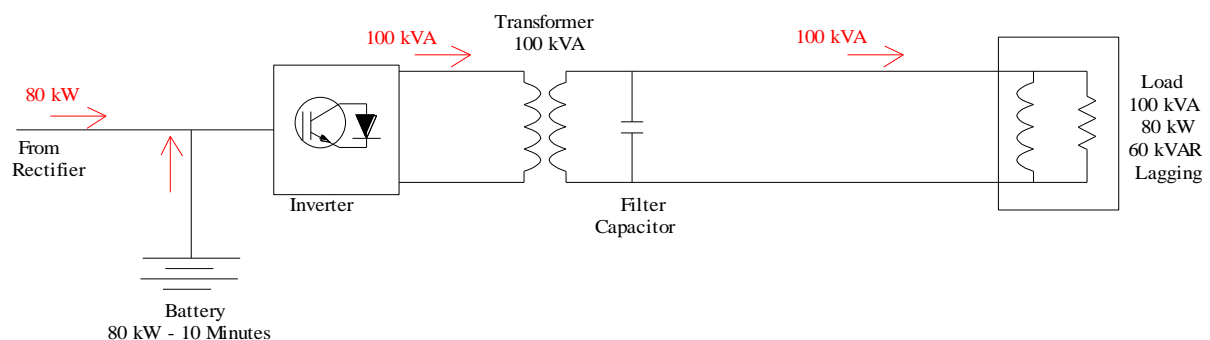 Transformer
100 kVA
100 kVA
100 kVA
80 kW
From
Rectifier
Inverter
Filter
Capacitor
Load
100 kVA
80 kW
60 kVAR
Lagging
Battery
80 kW - 10 Minutes